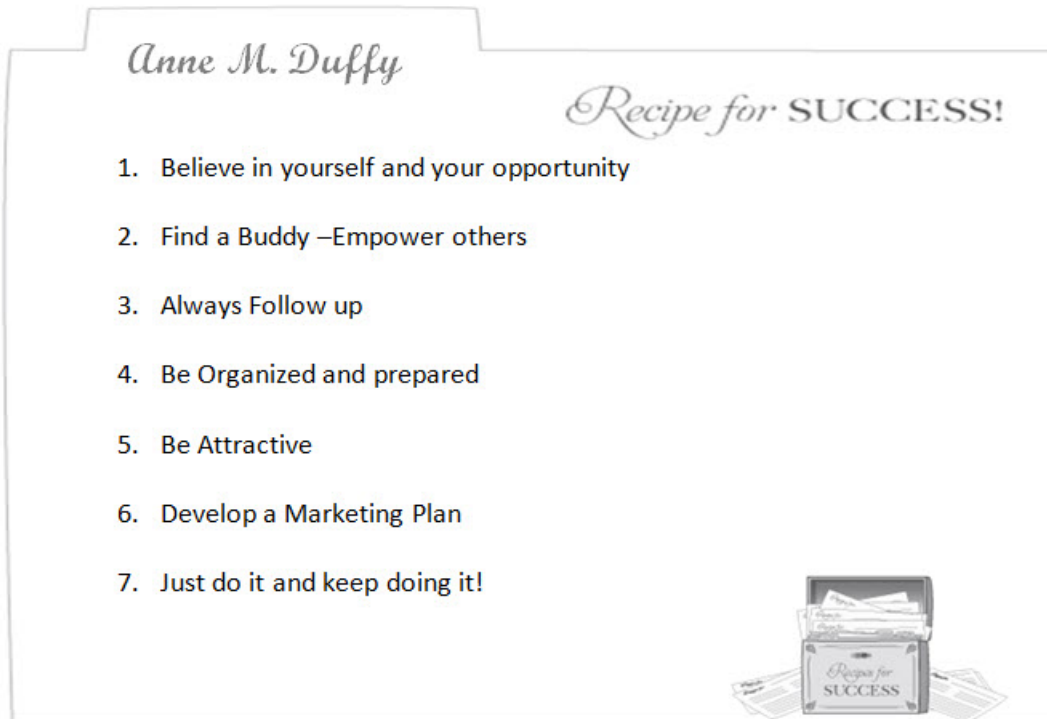 Anne M. Duffy
Recipe for SUCCESS!
1. Believe in yourself and your opportunity
2. Find a Buddy –Empower others
3. Always Follow up
4. Be Organized and prepared
5. Be Attractive
6. Develop a Marketing Plan
7. Just do it and keep doing it!
Recipes for
SUCCESS